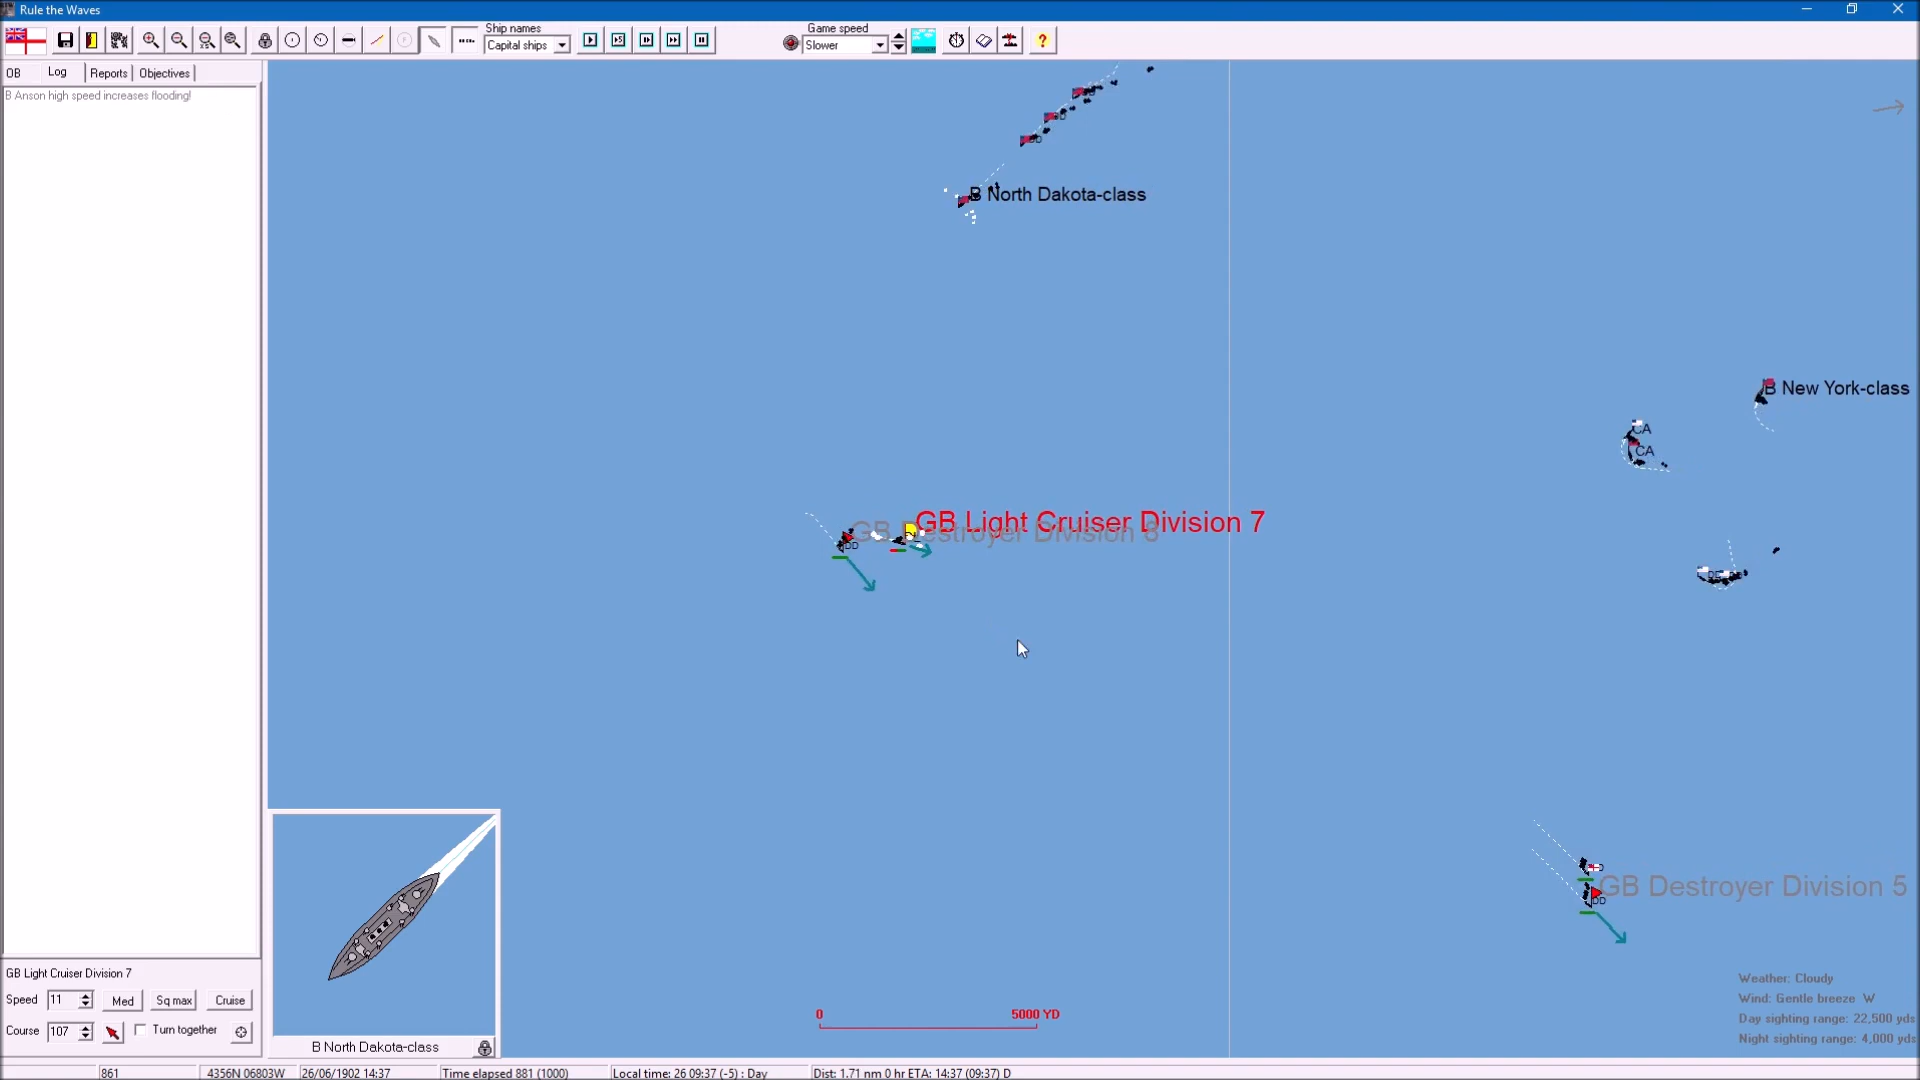 Rule the Waves
Ship names
Capital ships
Game speed
Slower
?
OB
Log
Reports
Objectives
B Anson high speed increases flooding!
B North Dakota-class
B New York-class
CA
CA
GB Light Cruiser Division 7
GB Destroyer Division 8
DD
GB Destroyer Division 5
DD
Weather: Cloudy
Wind: Gentle breeze W
Day sighting range: 22,500 yds
Night sighting range: 4,000 yds
0
5000 YD
GB Light Cruiser Division 7
Speed
11
Med
Sq max
Cruise
Course
107
Turn together
B North Dakota-class
861
4356N 06803W
26/06/1902 14:37
Time elapsed 881 (1000)
Local time: 26 09:37 (-5) : Day
Dist: 1.71 nm 0 hr ETA: 14:37 (09:37) D